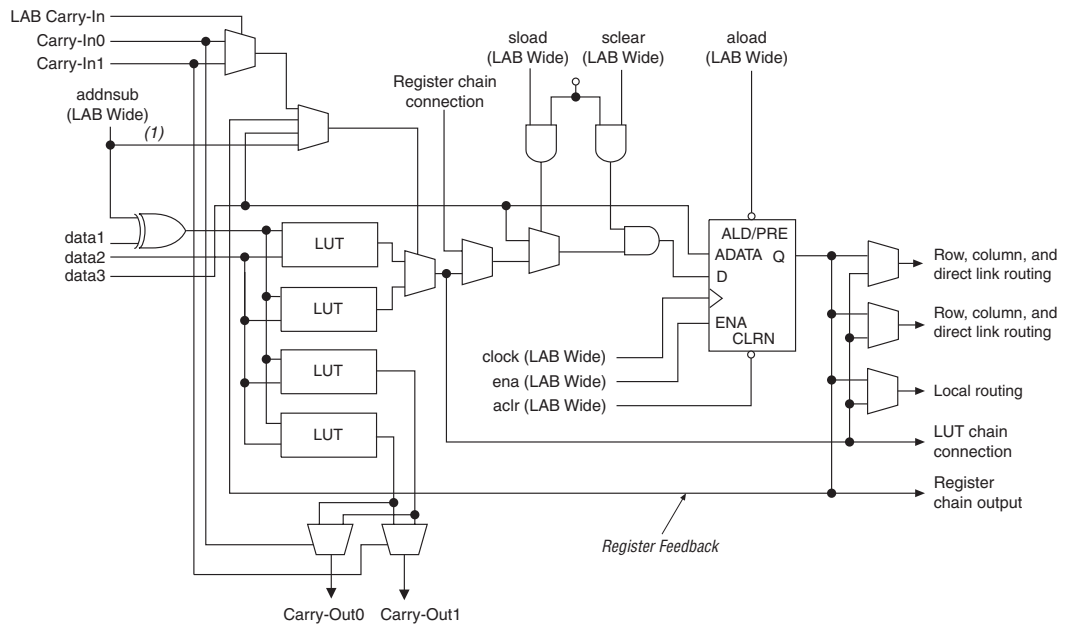 LAB Carry-In
Carry-In0
Carry-In1
addnsub
(LAB Wide)
(1)
Register chain
connection
sload
(LAB Wide)
sclear
(LAB Wide)
aload
(LAB Wide)
data1
data2
data3
LUT
LUT
LUT
LUT
ALD/PRE
ADATA
Q
D
ENA
CLRN
clock (LAB Wide)
ena (LAB Wide)
aclr (LAB Wide)
Row, column, and
direct link routing
Row, column, and
direct link routing
Local routing
LUT chain
connection
Register
chain output
Register Feedback
Carry-Out0
Carry-Out1